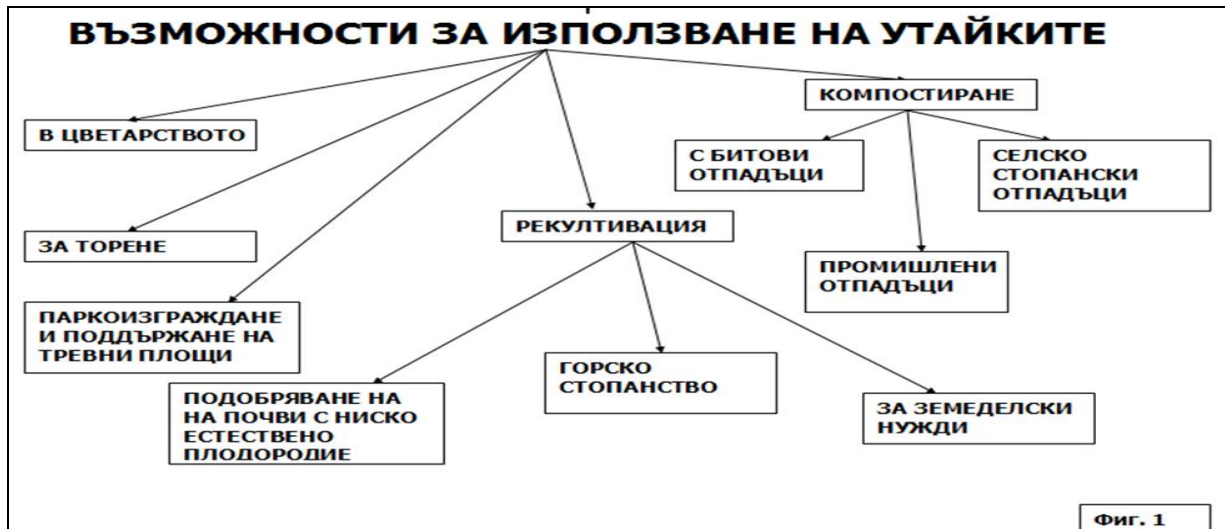 ВЪЗМОЖНОСТИ ЗА ИЗПОЛЗВАНЕ НА УТАЙКИТЕ
КОМПОСТИРАНЕ
В ЦВЕТАРСТВОТО
С БИТОВИ
ОТПАДЪЦИ
СЕЛСКО
СТОПАНСКИ
ОТПАДЪЦИ
ЗА ТОРЕНЕ
РЕКУЛТИВАЦИЯ
ПРОМИШЛЕНИ
ОТПАДЪЦИ
ПАРКОИЗГРАЖДАНЕ
И ПОДДЪРЖАНЕ НА
ТРЕВНИ ПЛОЩИ
ГОРСКО
СТОПАНСТВО
ПОДОБРЯВАНЕ НА
НА ПОЧВИ С НИСКО
ЕСТЕСТВЕНО
ПЛОДОРОДИЕ
ЗА ЗЕМЕДЕЛСКИ
НУЖДИ
Фиг. 1